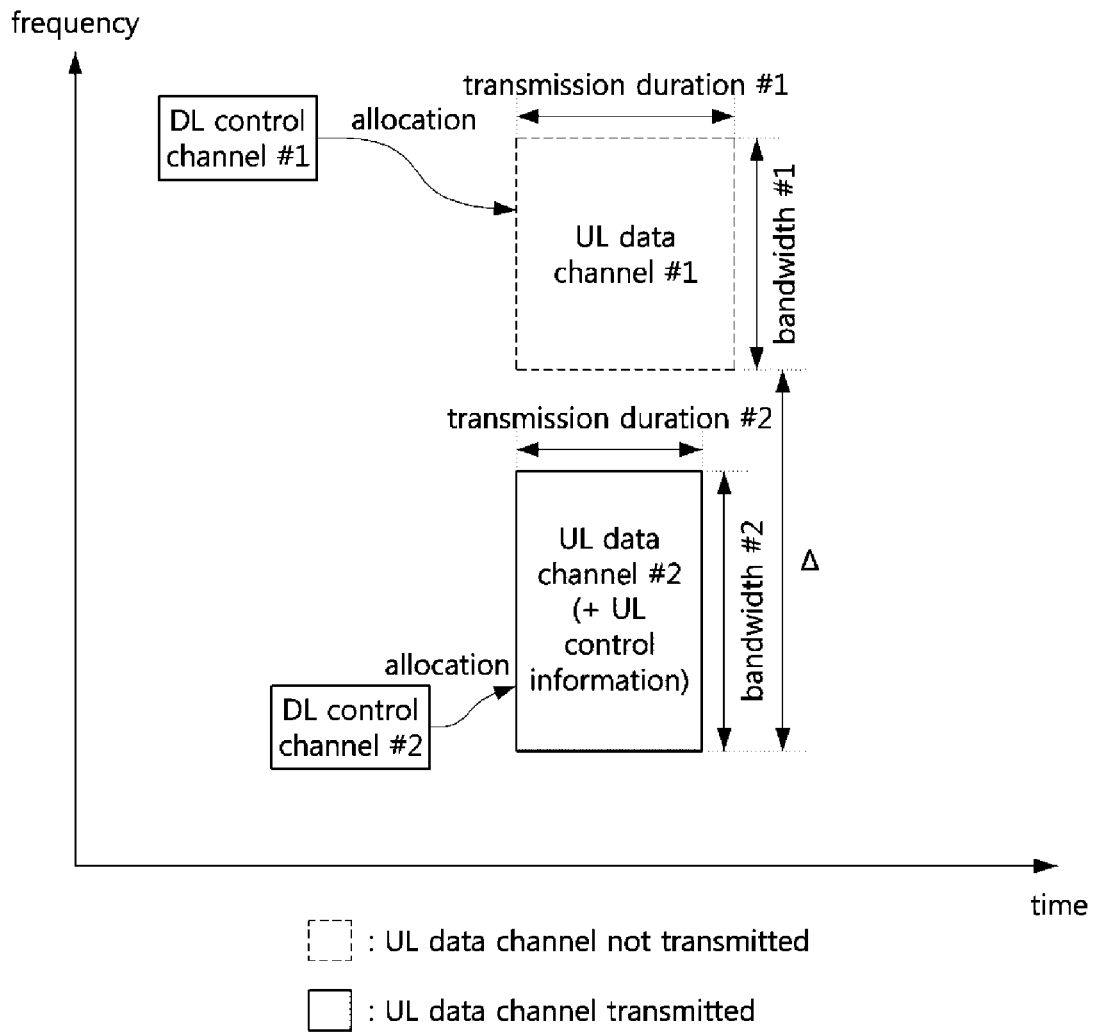 frequency
transmission duration #1
DL control
channel #1
allocation
UL data
channel #1
bandwidth #1
transmission duration #2
UL data
channel #2
(+ UL
control
information)
bandwidth #2
Δ
allocation
DL control
channel #2
time
: UL data channel not transmitted
: UL data channel transmitted